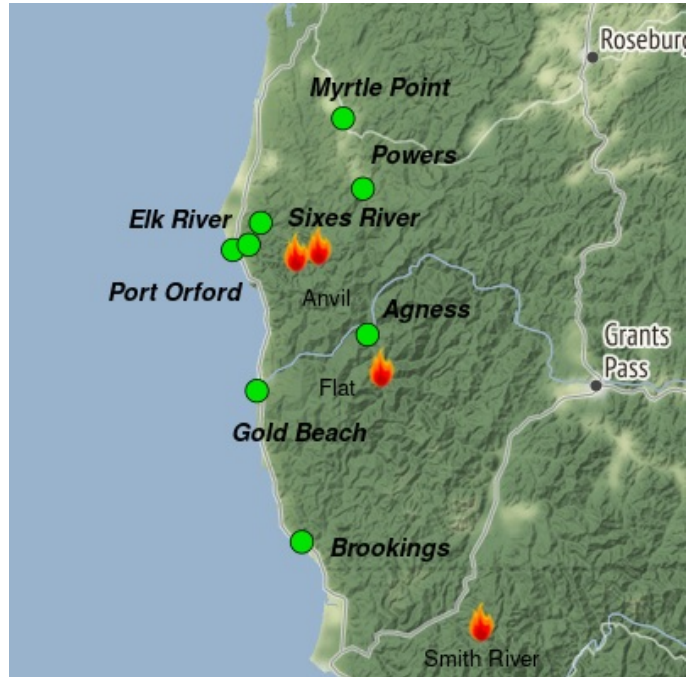 Roseburg
Myrtle Point
Powers
Elk River
Sixes River
Port Orford
Anvil
Agness
Grants
Pass
Flat
Gold Beach
Brookings
Smith River